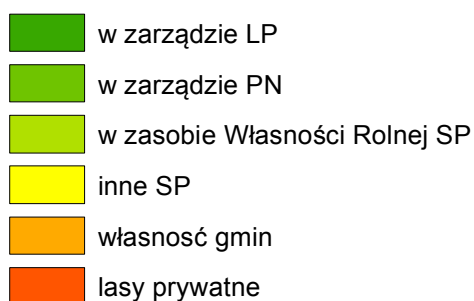 w zarządzie LP
w zarządzie PN
w zasobie Własności Rolnej SP
inne SP
własnosć gmin
lasy prywatne